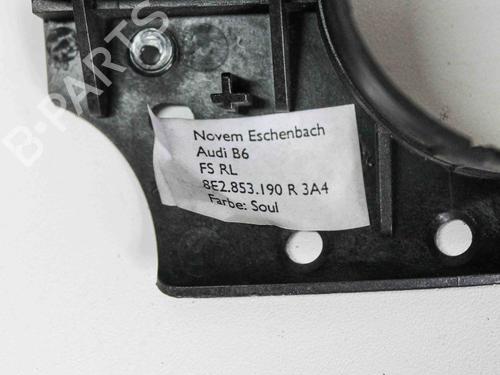 B-PARTS
Novem Eschenbach
Audi B6
FS RL
8E2.853.190 R 3A4
Farbe: Soul